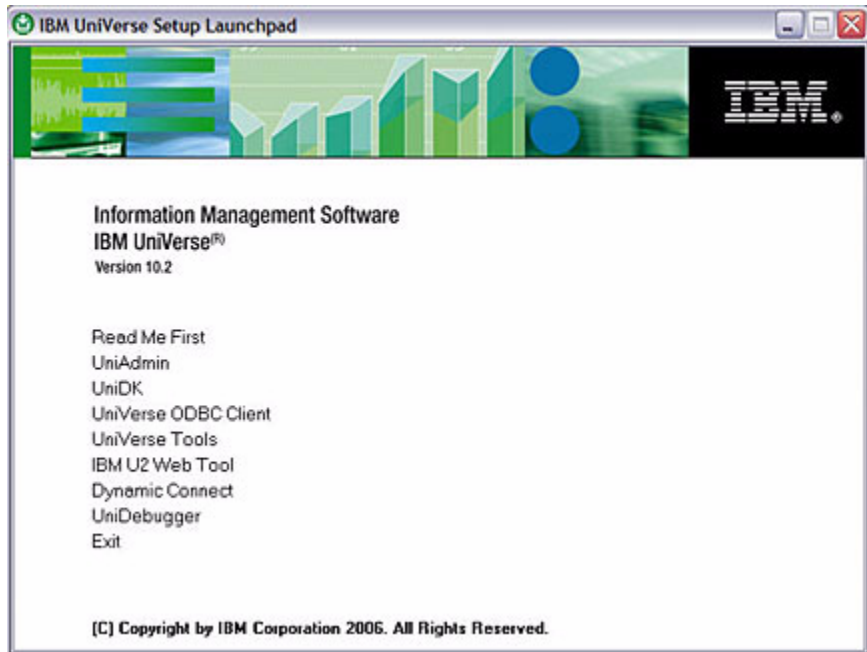 IBM UniVerse Setup Launchpad
IBM®
Information Management Software
IBM UniVerse(R)
Version 10.2
Read Me First
UniAdmin
UniDK
UniVerse ODBC Client
UniVerse Tools
IBM U2 Web Tool
Dynamic Connect
UniDebugger
Exit
(C) Copyright by IBM Corporation 2006. All Rights Reserved.